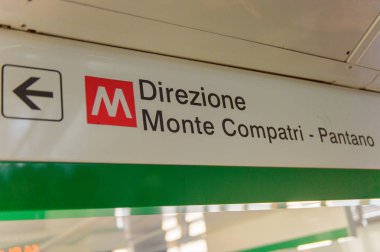 M Direzione
Monte Compatri - Pantano